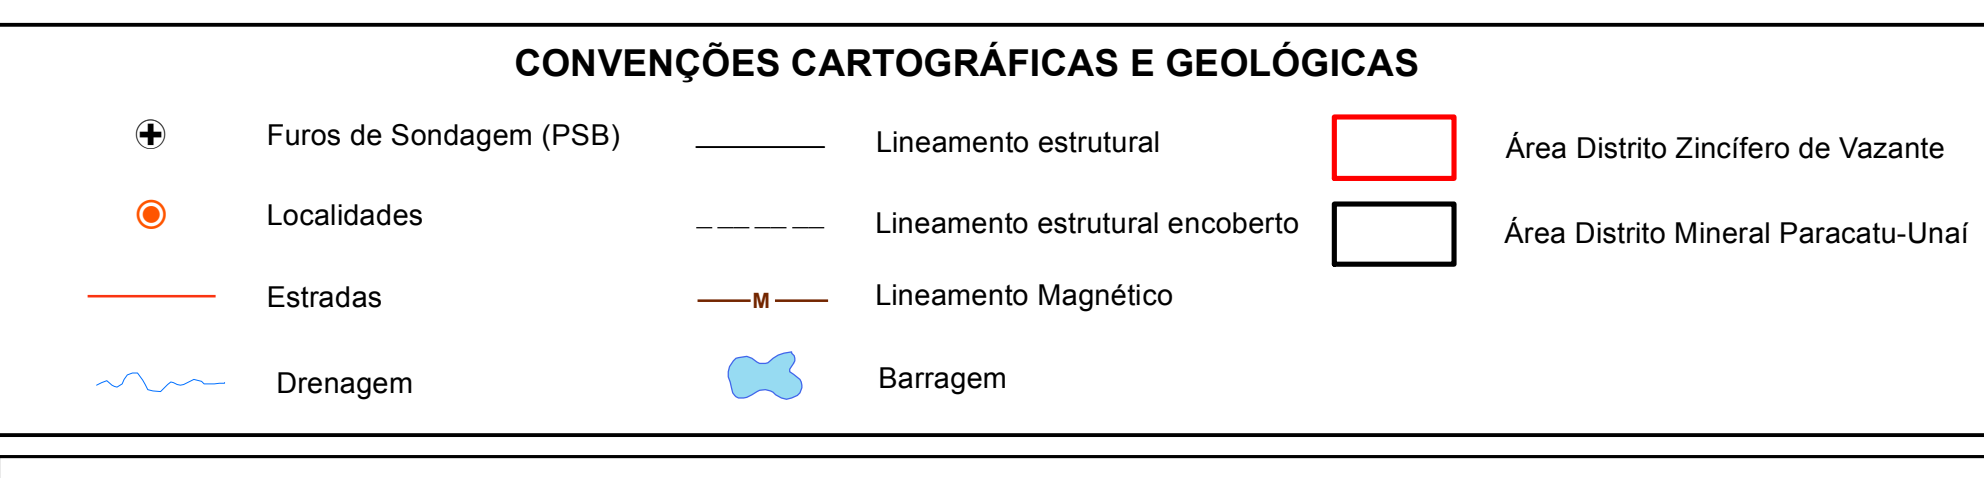 CONVENÇÕES CARTOGRÁFICAS E GEOLÓGICAS
Furos de Sondagem (PSB)
Localidades
Estradas
Drenagem
Lineamento estrutural
Lineamento estrutural encoberto
M
Lineamento Magnético
Barragem
Área Distrito Zincífero de Vazante
Área Distrito Mineral Paracatu-Unaí